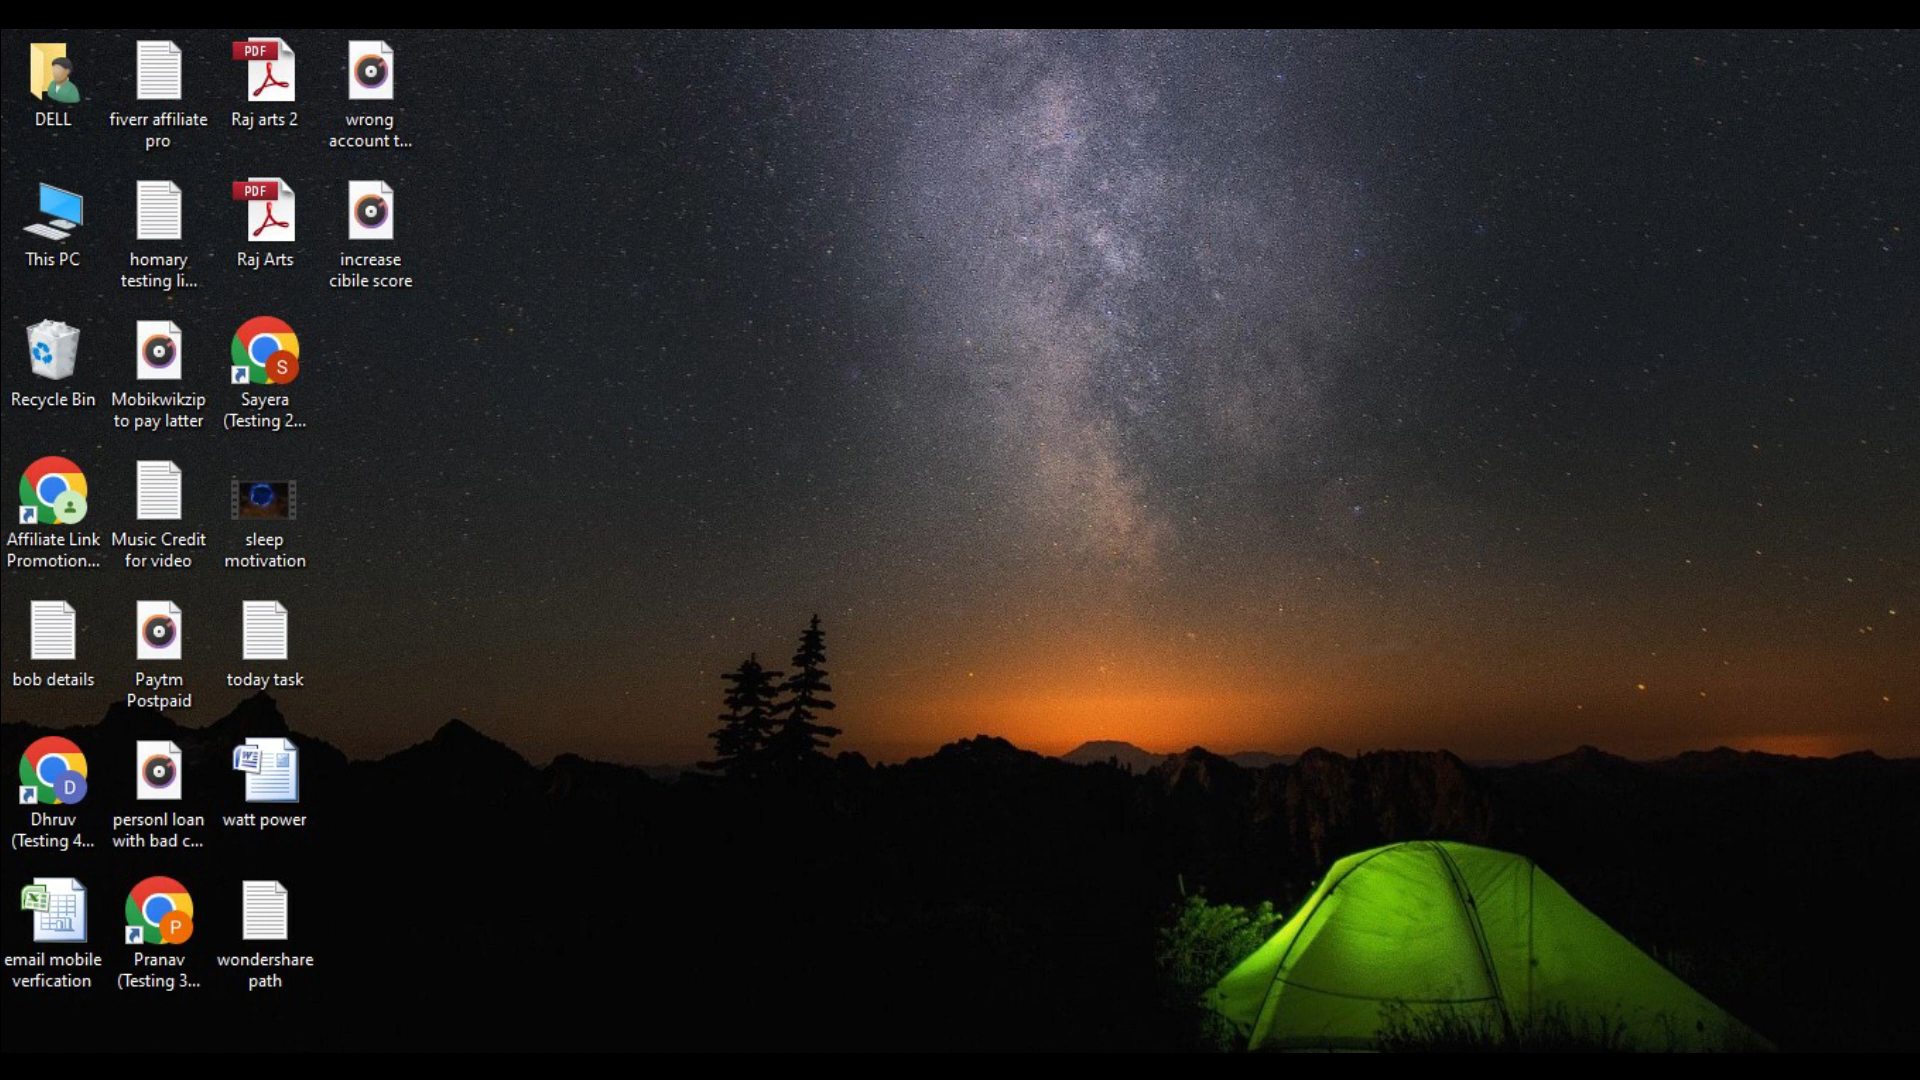 DELL
fiverr affiliate
pro
PDF
Raj arts 2
wrong
account t...
This PC
homary
testing li...
PDF
Raj Arts
increase
cibile score
Recycle Bin
Mobikwikzip
to pay latter
S
Sayera
(Testing 2...
Affiliate Link
Promotion...
Music Credit
for video
sleep
motivation
bob details
Paytm
Postpaid
today task
D
Dhruv
(Testing 4...
personl loan
with bad c...
W
watt power
X
email mobile
verfication
P
Pranav
(Testing 3...
wondershare
path